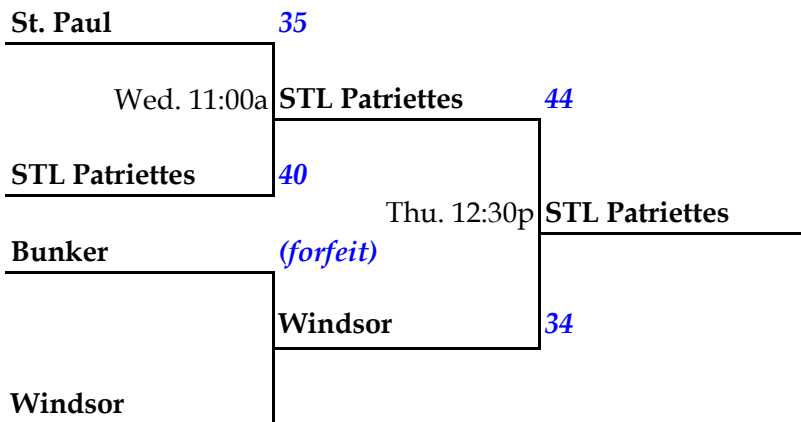 St. Paul 35
Wed. 11:00a STL Patriettes 44
STL Patriettes 40
Thu. 12:30p STL Patriettes
Bunker (forfeit)
Windsor 34
Windsor